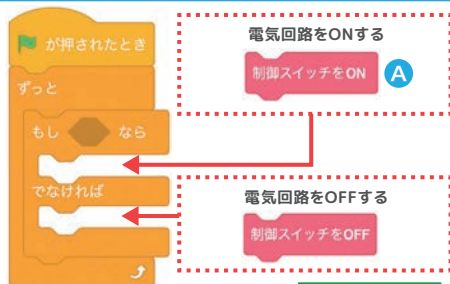 が押されたとき
ずっと
もし なら
でなければ
電気回路をONする
制御スイッチをON
A
電気回路をOFFする
制御スイッチをOFF